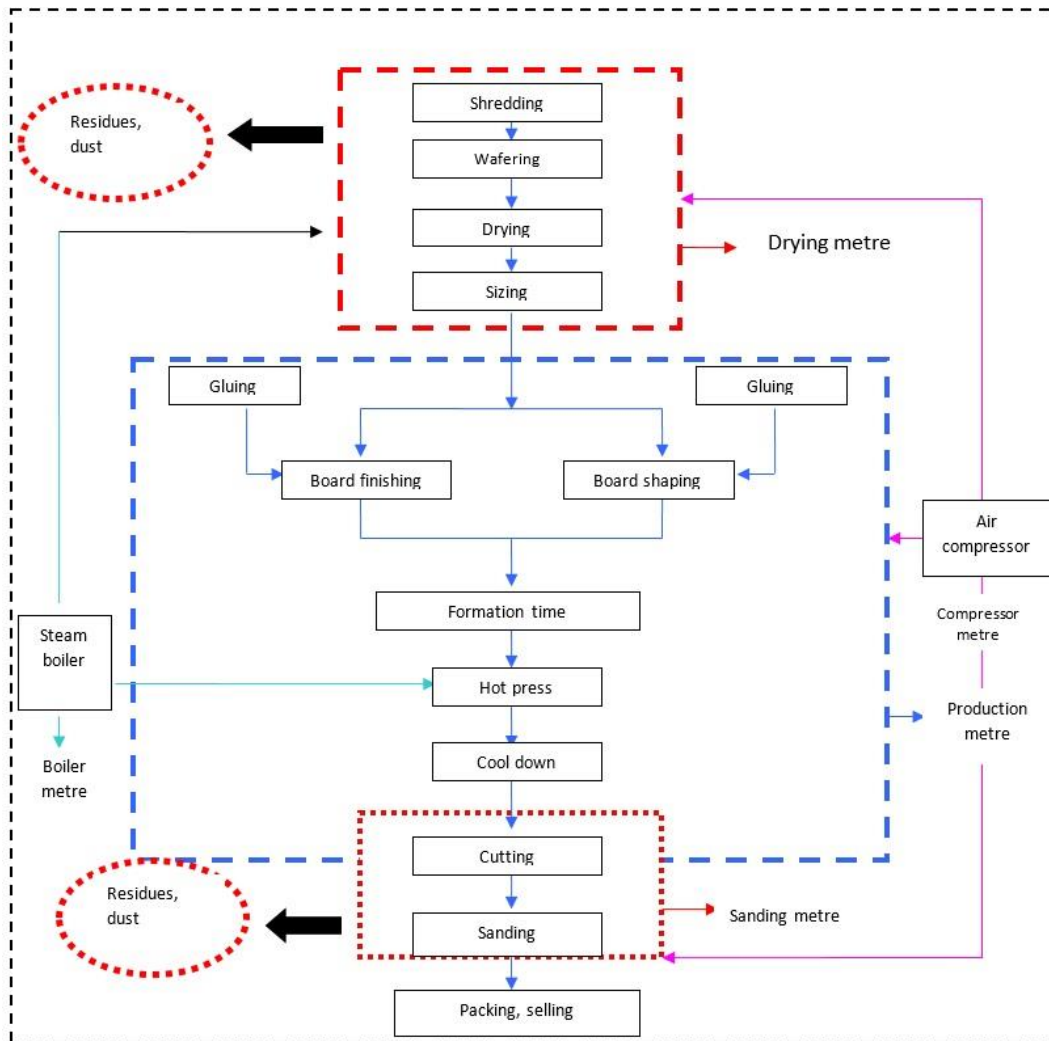 Shredding
Residues,
dust
Wafering
Drying
Drying metre
Sizing
Gluing
Gluing
Board finishing
Board shaping
Air
compressor
Formation time
Compressor
metre
Steam
boiler
Hot press
Production
metre
Cool down
Boiler
metre
Cutting
Residues,
dust
Sanding metre
Sanding
Packing, selling